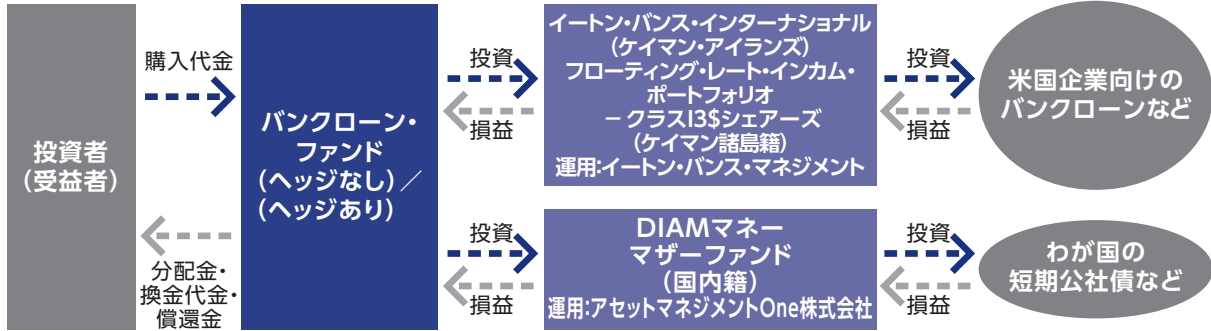 投資者
(受益者)
購入代金
分配金・
換金代金・
償還金
バンクローン・
ファンド
(ヘッジなし)/
(ヘッジあり)
投資
損益
イートン・バンス・インターナショナル
(ケイマン・アイランズ)
フローティング・レート・インカム・
ポートフォリオ
-クラスI3$シェアーズ
(ケイマン諸島籍)
運用:イートン・バンス・マネジメント
投資
損益
米国企業向けの
バンクローンなど
投資
損益
DIAMマネー
マザーファンド
(国内籍)
運用:アセットマネジメントOne株式会社
投資
損益
わが国の
短期公社債など